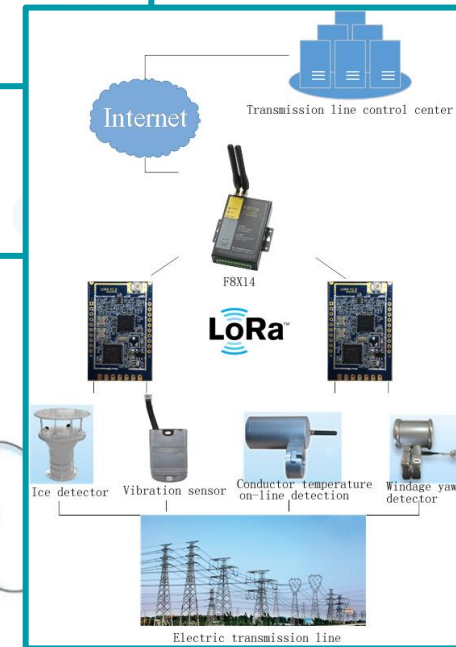 Transmission line control center
Internet
F8X14
LoRa™
Ice detector
Vibration sensor
Conductor temperature
on-line detection
Windage yaw
detector
Electric transmission line